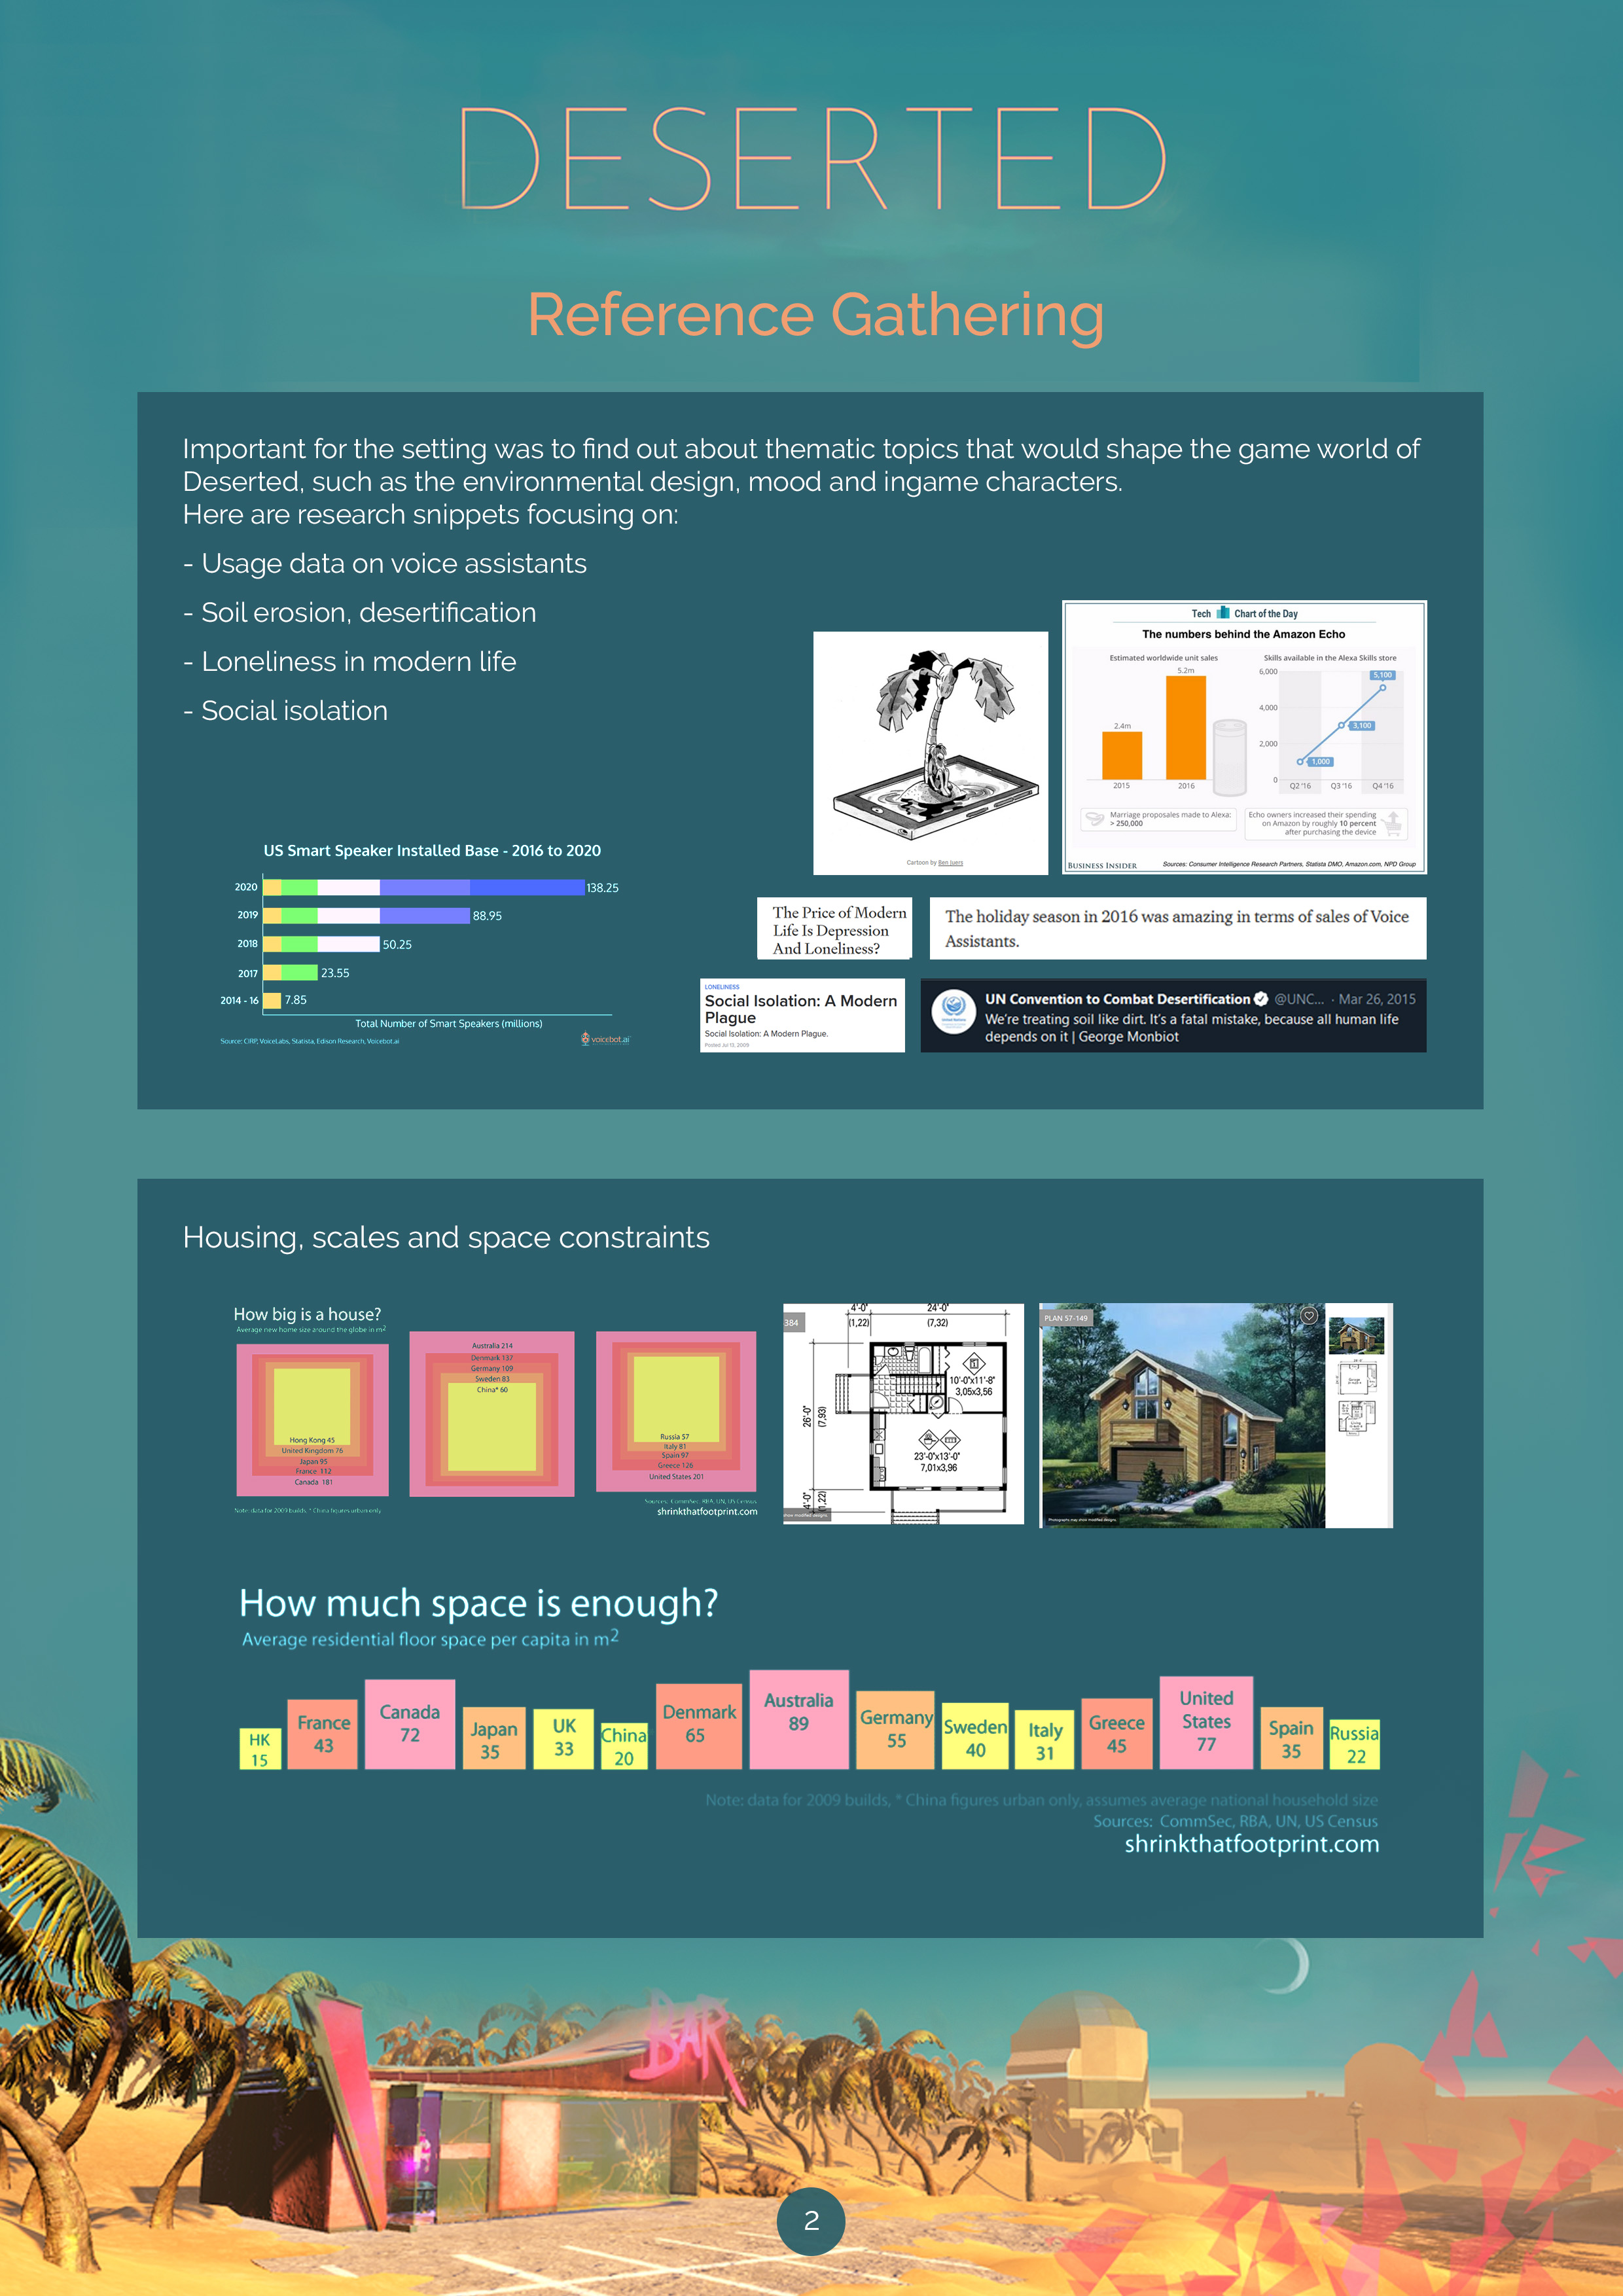 DESERTED
Reference Gathering
Important for the setting was to find out about thematic topics that would shape the game world of
Deserted, such as the environmental design, mood and ingame characters.
Here are research snippets focusing on:
- Usage data on voice assistants
- Soil erosion, desertification
- Loneliness in modern life
- Social isolation
Cartoon by Ben Juers
Tech Chart of the Day
The numbers behind the Amazon Echo
Estimated worldwide unit sales
5.2m
2.4m
2015 2016
Skills available in the Alexa Skills store
6,000
5,100
4,000
3,100
2,000
1,000
0
Q2 '16 Q3 '16 Q4 '16
Marriage proposales made to Alexa:
> 250,000
Echo owners increased their spending
on Amazon by roughly 10 percent
after purchasing the device
BUSINESS INSIDER
Sources: Consumer Intelligence Research Partners, Statista DMO, Amazon.com, NPD Group
US Smart Speaker Installed Base - 2016 to 2020
2020 138.25
2019 88.95
2018 50.25
2017 23.55
2014 - 16 7.85
Total Number of Smart Speakers (millions)
Source: CIRP, VoiceLabs, Statista, Edison Research, Voicebot.ai
voicebot.ai
The Price of Modern
Life Is Depression
And Loneliness?
The holiday season in 2016 was amazing in terms of sales of Voice
Assistants.
LONELINESS
Social Isolation: A Modern
Plague
Social Isolation: A Modern Plague.
Posted Jul 13, 2009
UN Convention to Combat Desertification @UNC... · Mar 26, 2015
We're treating soil like dirt. It's a fatal mistake, because all human life
depends on it | George Monbiot
Housing, scales and space constraints
How big is a house?
Average new home size around the globe in m2
Hong Kong 45
United Kingdom 76
Japan 95
France 112
Canada 181
Note: data for 2009 builds, * China figures urban only
Australia 214
Denmark 137
Germany 109
Sweden 83
China* 60
Russia 57
Italy 81
Spain 97
Greece 126
United States 201
Sources: CommSec, RBA, UN, US Census
shrinkthatfootprint.com
384
4'-0"
(1,22)
24'-0"
(7,32)
10'-0"x11'-8"
3,05x3,56
26'-0"
(7,93)
23'-0"x13'-0"
7,01x3,96
4'-0"
(1,22)
show modified designs
PLAN 57-149
Photographs may show modified designs
How much space is enough?
Average residential floor space per capita in m2
HK
15
France
43
Canada
72
Japan
35
UK
33
China
20
Denmark
65
Australia
89
Germany
55
Sweden
40
Italy
31
Greece
45
United
States
77
Spain
35
Russia
22
Note: data for 2009 builds, * China figures urban only, assumes average national household size
Sources: CommSec, RBA, UN, US Census
shrinkthatfootprint.com
BAR
2